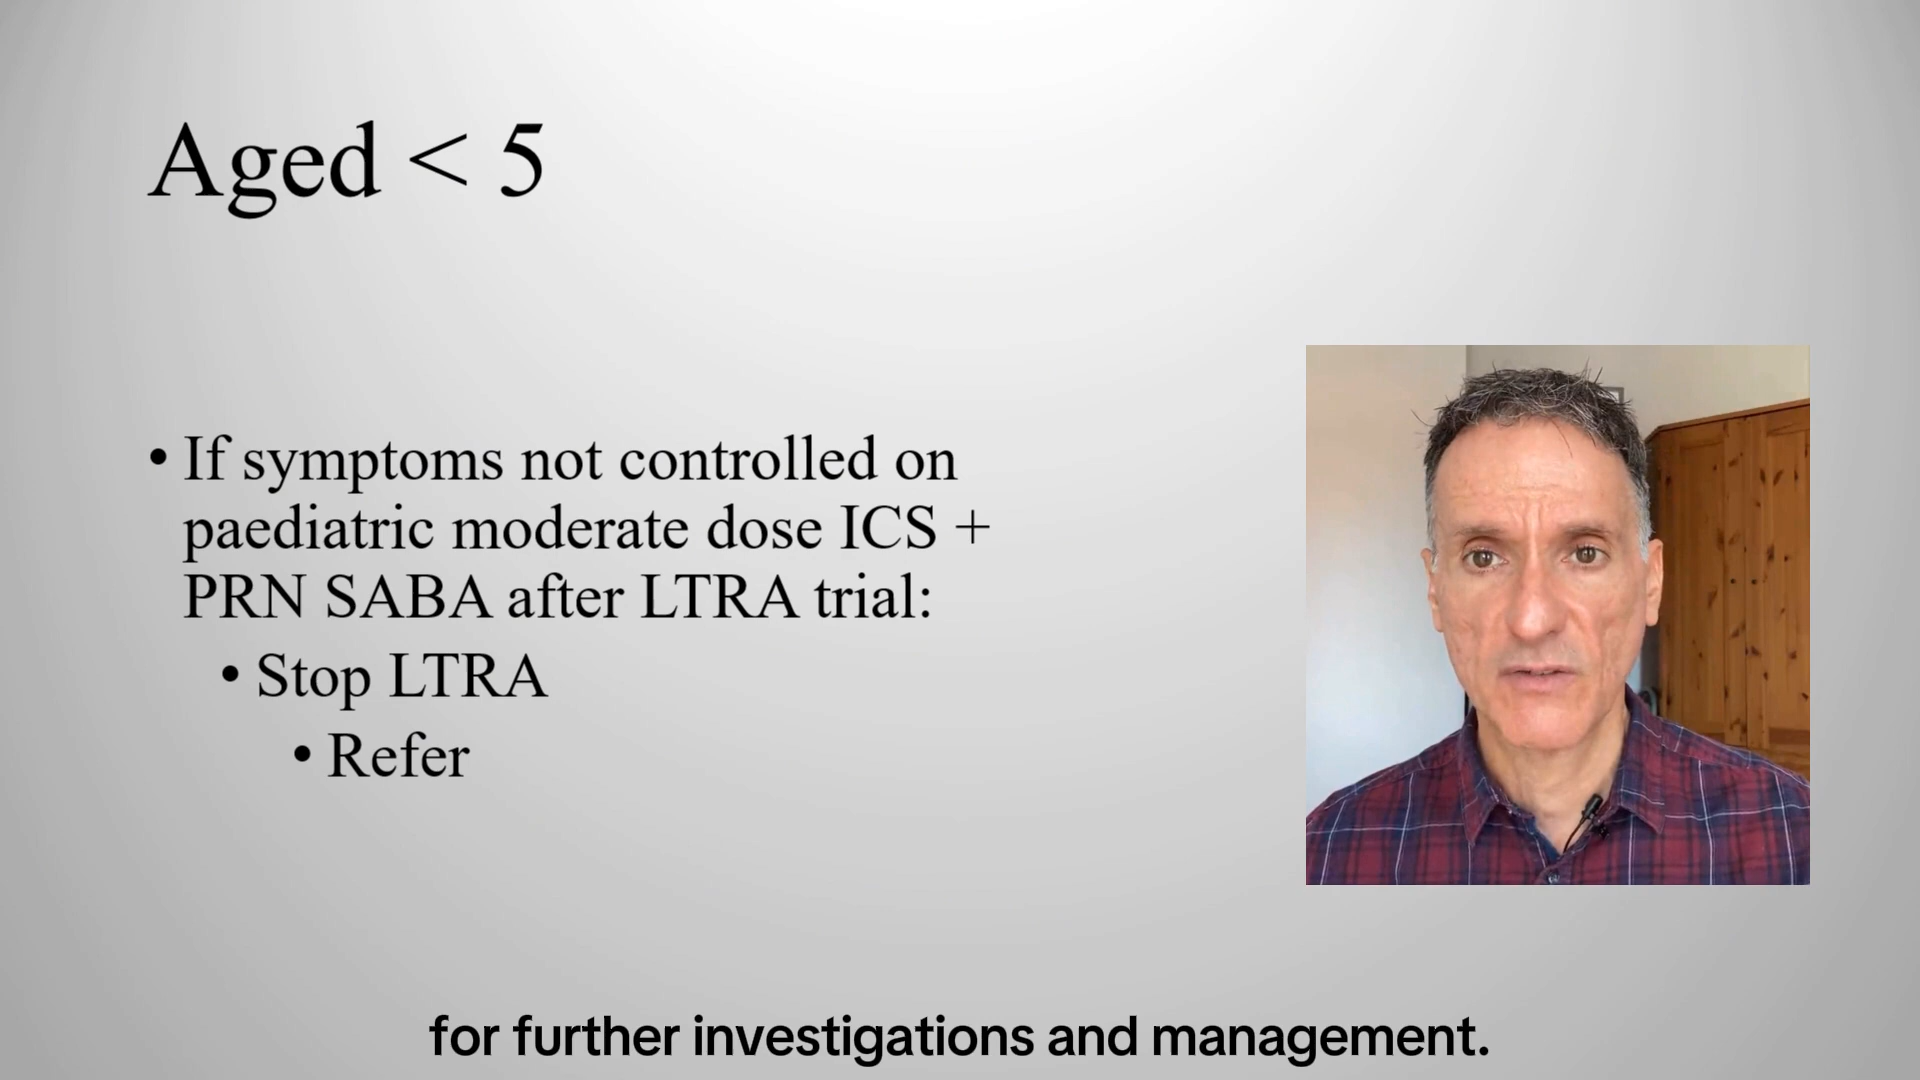 Aged < 5
• If symptoms not controlled on
paediatric moderate dose ICS +
PRN SABA after LTRA trial:
• Stop LTRA
• Refer
for further investigations and management.